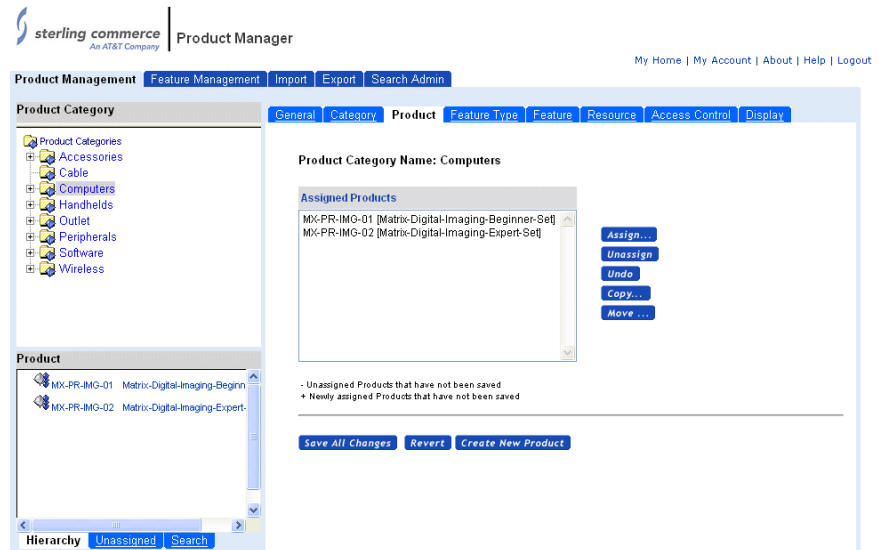 sterling commerce
An AT&T Company
Product Manager
My Home | My Account | About | Help | Logout
Product Management Feature Management Import Export Search Admin
Product Category
Product Categories
Accessories
Cable
Computers
Handhelds
Outlet
Peripherals
Software
Wireless
Product
MX-PR-IMG-01 Matrix-Digital-Imaging-Beginn
MX-PR-IMG-02 Matrix-Digital-Imaging-Expert-
Hierarchy Unassigned Search
General Category Product Feature Type Feature Resource Access Control Display
Product Category Name: Computers
Assigned Products
MX-PR-IMG-01 [Matrix-Digital-Imaging-Beginner-Set]
MX-PR-IMG-02 [Matrix-Digital-Imaging-Expert-Set]
Assign...
Unassign
Undo
Copy...
Move ...
- Unassigned Products that have not been saved
+ Newly assigned Products that have not been saved
Save All Changes Revert Create New Product